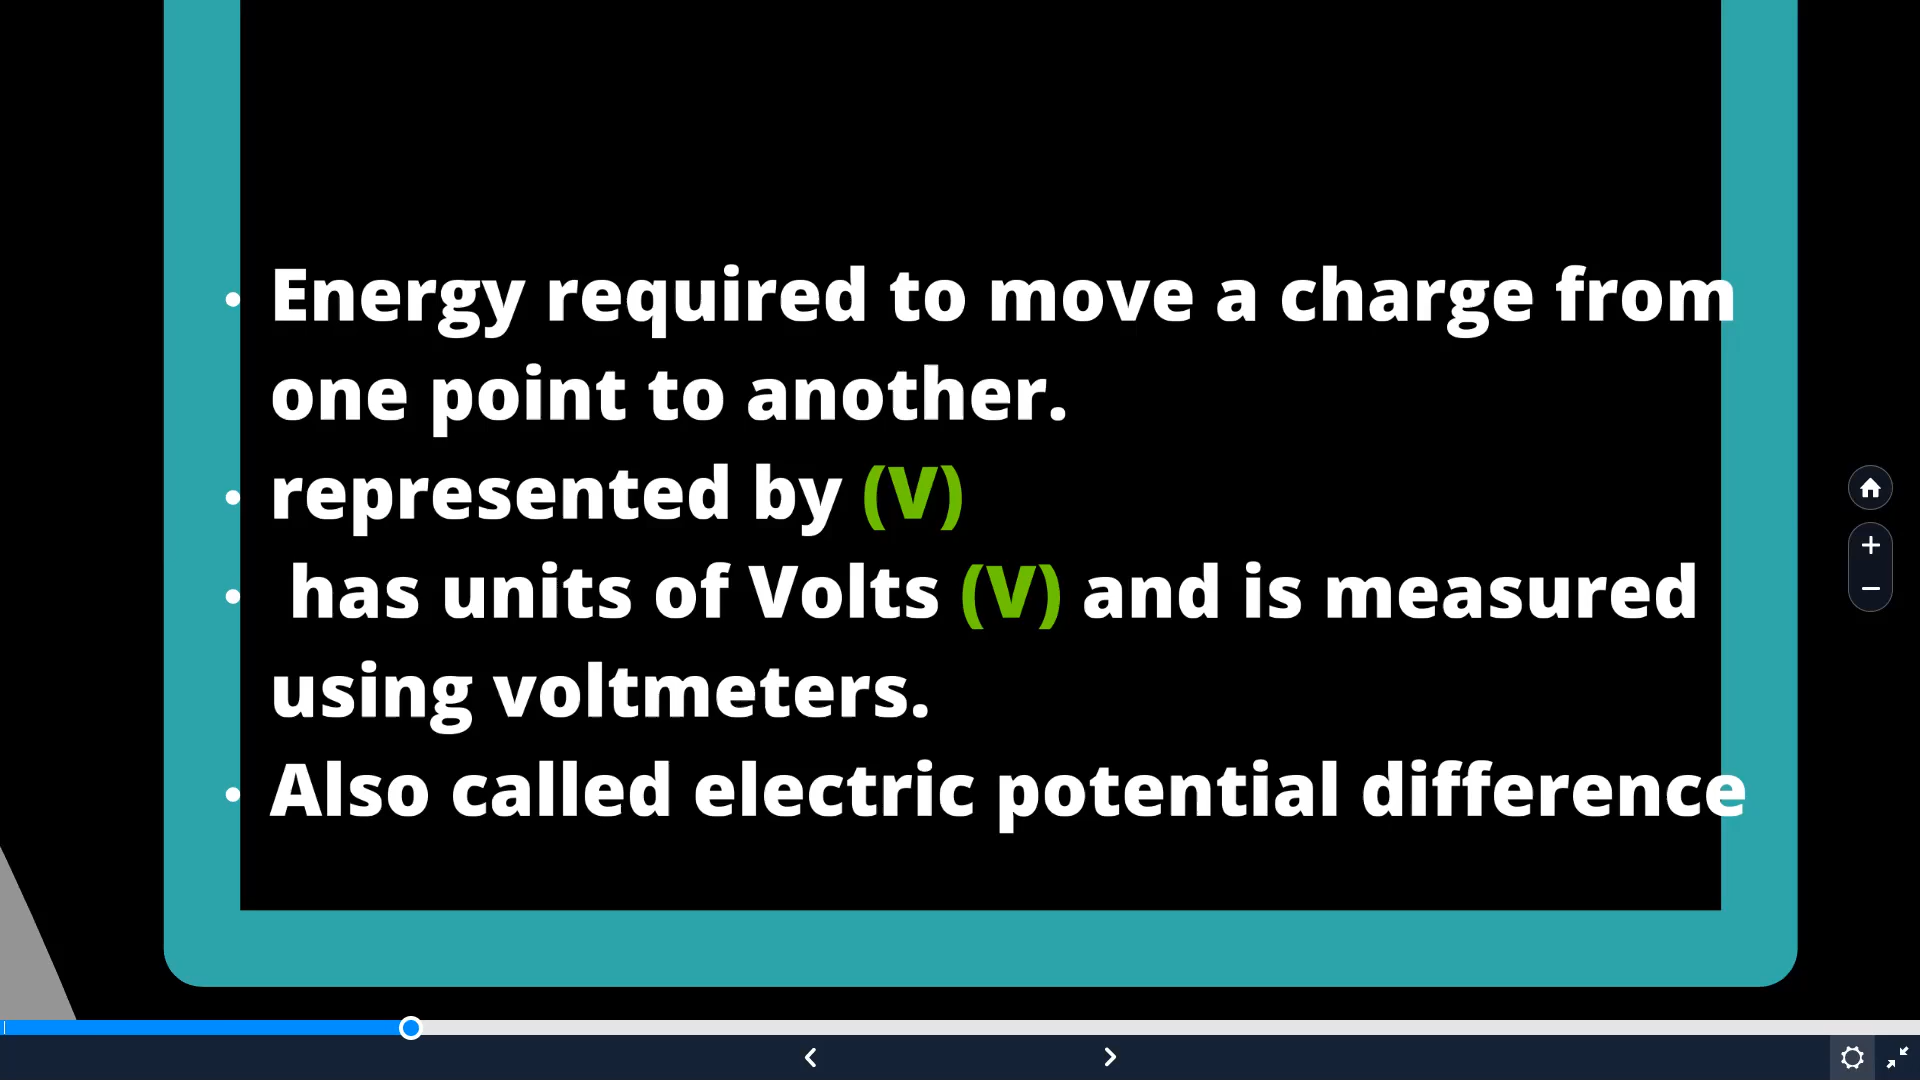 • Energy required to move a charge from
one point to another.
• represented by (V)
• has units of Volts (V) and is measured
using voltmeters.
• Also called electric potential difference